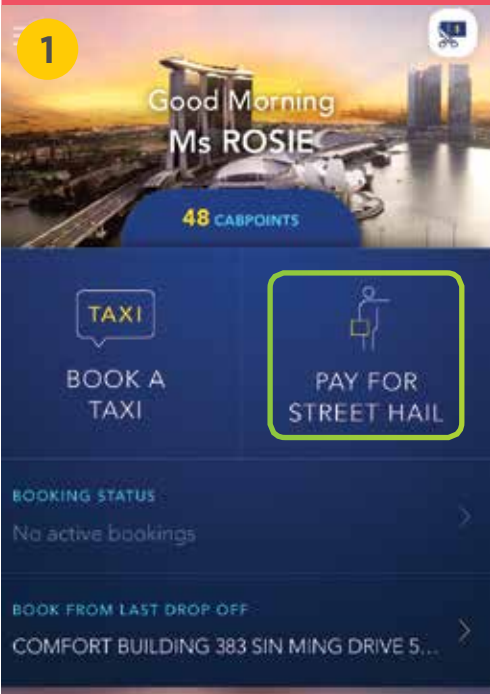 1
Good Morning
Ms ROSIE
48 CABPOINTS
TAXI
BOOK A
TAXI
PAY FOR
STREET HAIL
BOOKING STATUS
No active bookings
BOOK FROM LAST DROP OFF
COMFORT BUILDING 383 SIN MING DRIVE 5...